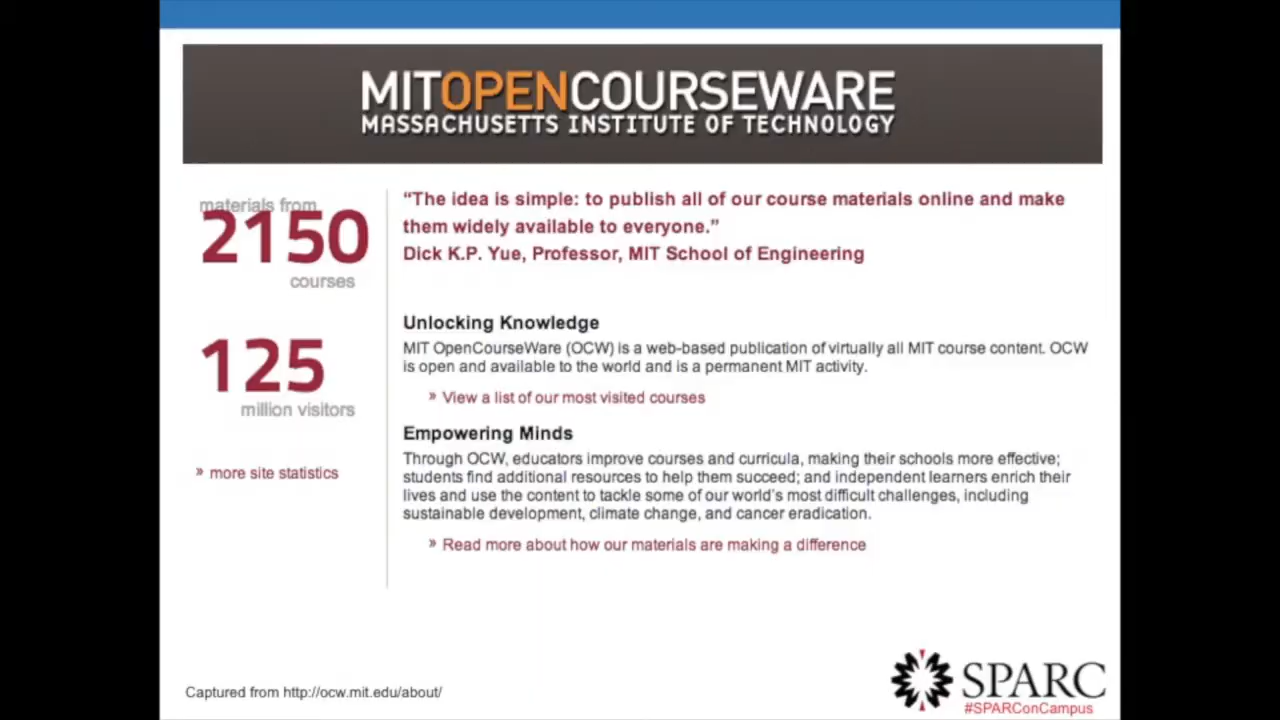 MITOPENCOURSEWARE
MASSACHUSETTS INSTITUTE OF TECHNOLOGY
materials from
2150
courses
125
million visitors
» more site statistics
“The idea is simple: to publish all of our course materials online and make
them widely available to everyone.”
Dick K.P. Yue, Professor, MIT School of Engineering
Unlocking Knowledge
MIT OpenCourseWare (OCW) is a web-based publication of virtually all MIT course content. OCW
is open and available to the world and is a permanent MIT activity.
» View a list of our most visited courses
Empowering Minds
Through OCW, educators improve courses and curricula, making their schools more effective;
students find additional resources to help them succeed; and independent learners enrich their
lives and use the content to tackle some of our world's most difficult challenges, including
sustainable development, climate change, and cancer eradication.
» Read more about how our materials are making a difference
Captured from http://ocw.mit.edu/about/
SPARC
#SPARConCampus